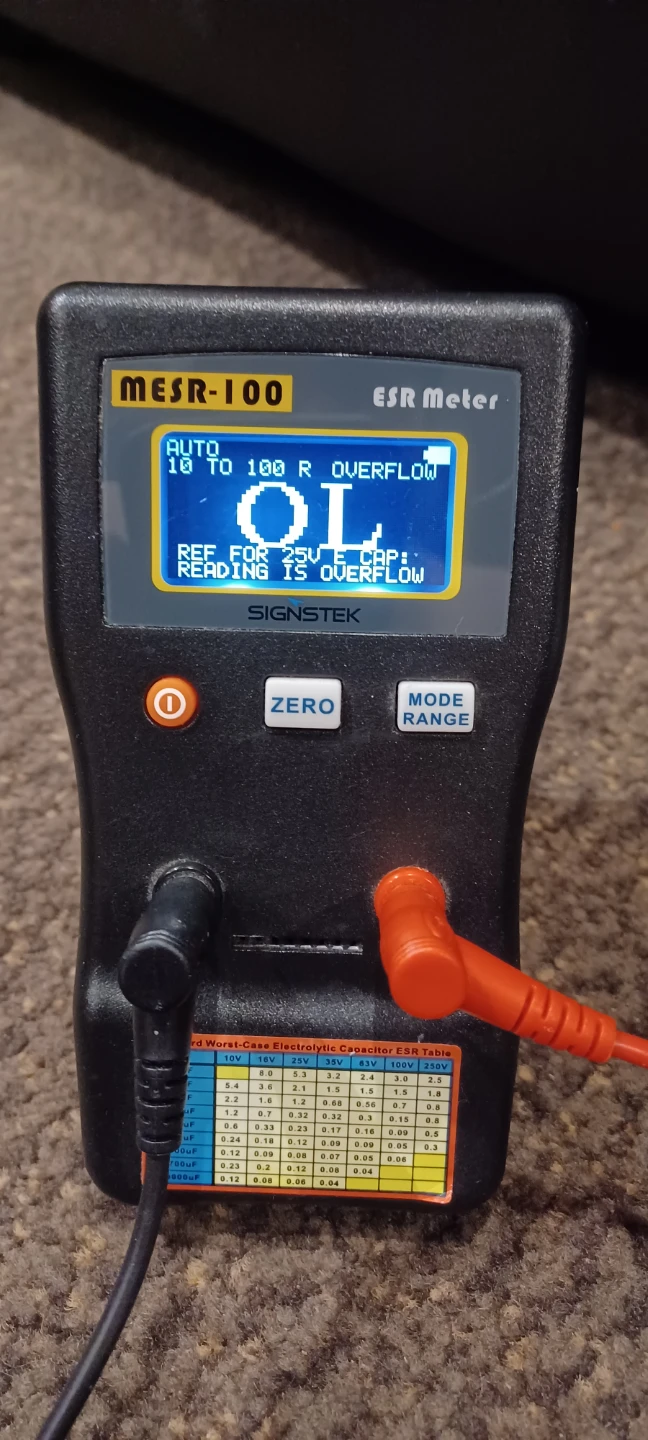 MESR-100
ESR Meter
AUTO
10 TO 100 R OVERFLOW
OL
REF FOR 25V E CAP:
READING IS OVERFLOW
SIGNSTEK
ZERO
MODE
RANGE
Worst-Case Electrolytic Capacitor ESR Table
10V 16V 25V 35V 63V 100V 250V
8.0 5.3 3.2 2.4 3.0 2.5
5.4 3.6 2.1 1.5 1.5 1.5 1.8
2.2 1.6 1.2 0.68 0.56 0.7 0.8
1.2 0.7 0.32 0.32 0.3 0.15 0.8
0.6 0.33 0.23 0.17 0.16 0.09 0.5
0.24 0.18 0.12 0.09 0.09 0.05 0.3
0.12 0.09 0.08 0.07 0.05 0.06
0.23 0.2 0.12 0.08 0.04
0.12 0.08 0.06 0.04